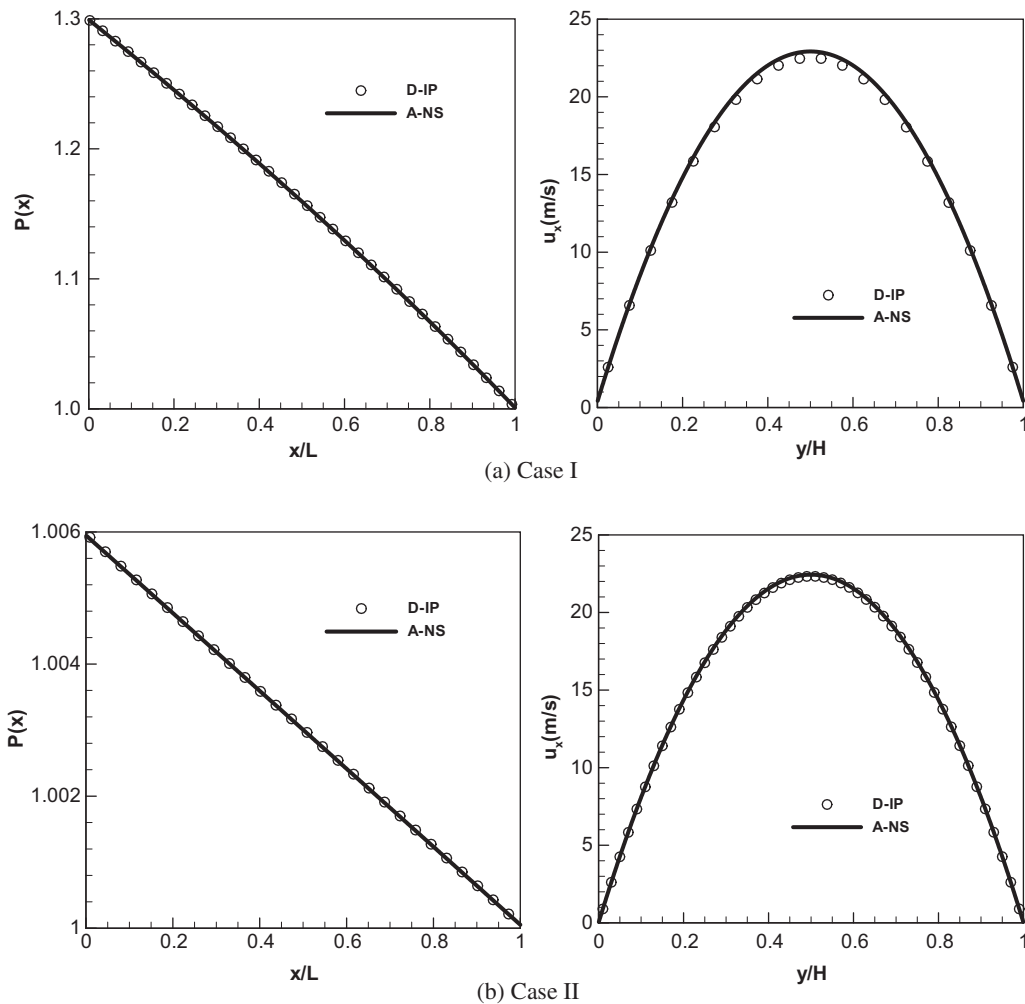 1.3
1.2
1.1
1.0
P(x)
D-IP
A-NS
0
0.2
0.4
0.6
0.8
1
x/L
25
20
15
10
5
0
u_x(m/s)
D-IP
A-NS
0
0.2
0.4
0.6
0.8
1
y/H
(a) Case I
1.006
1.004
1.002
1
P(x)
D-IP
A-NS
0
0.2
0.4
0.6
0.8
1
x/L
25
20
15
10
5
0
u_x(m/s)
D-IP
A-NS
0
0.2
0.4
0.6
0.8
1
y/H
(b) Case II